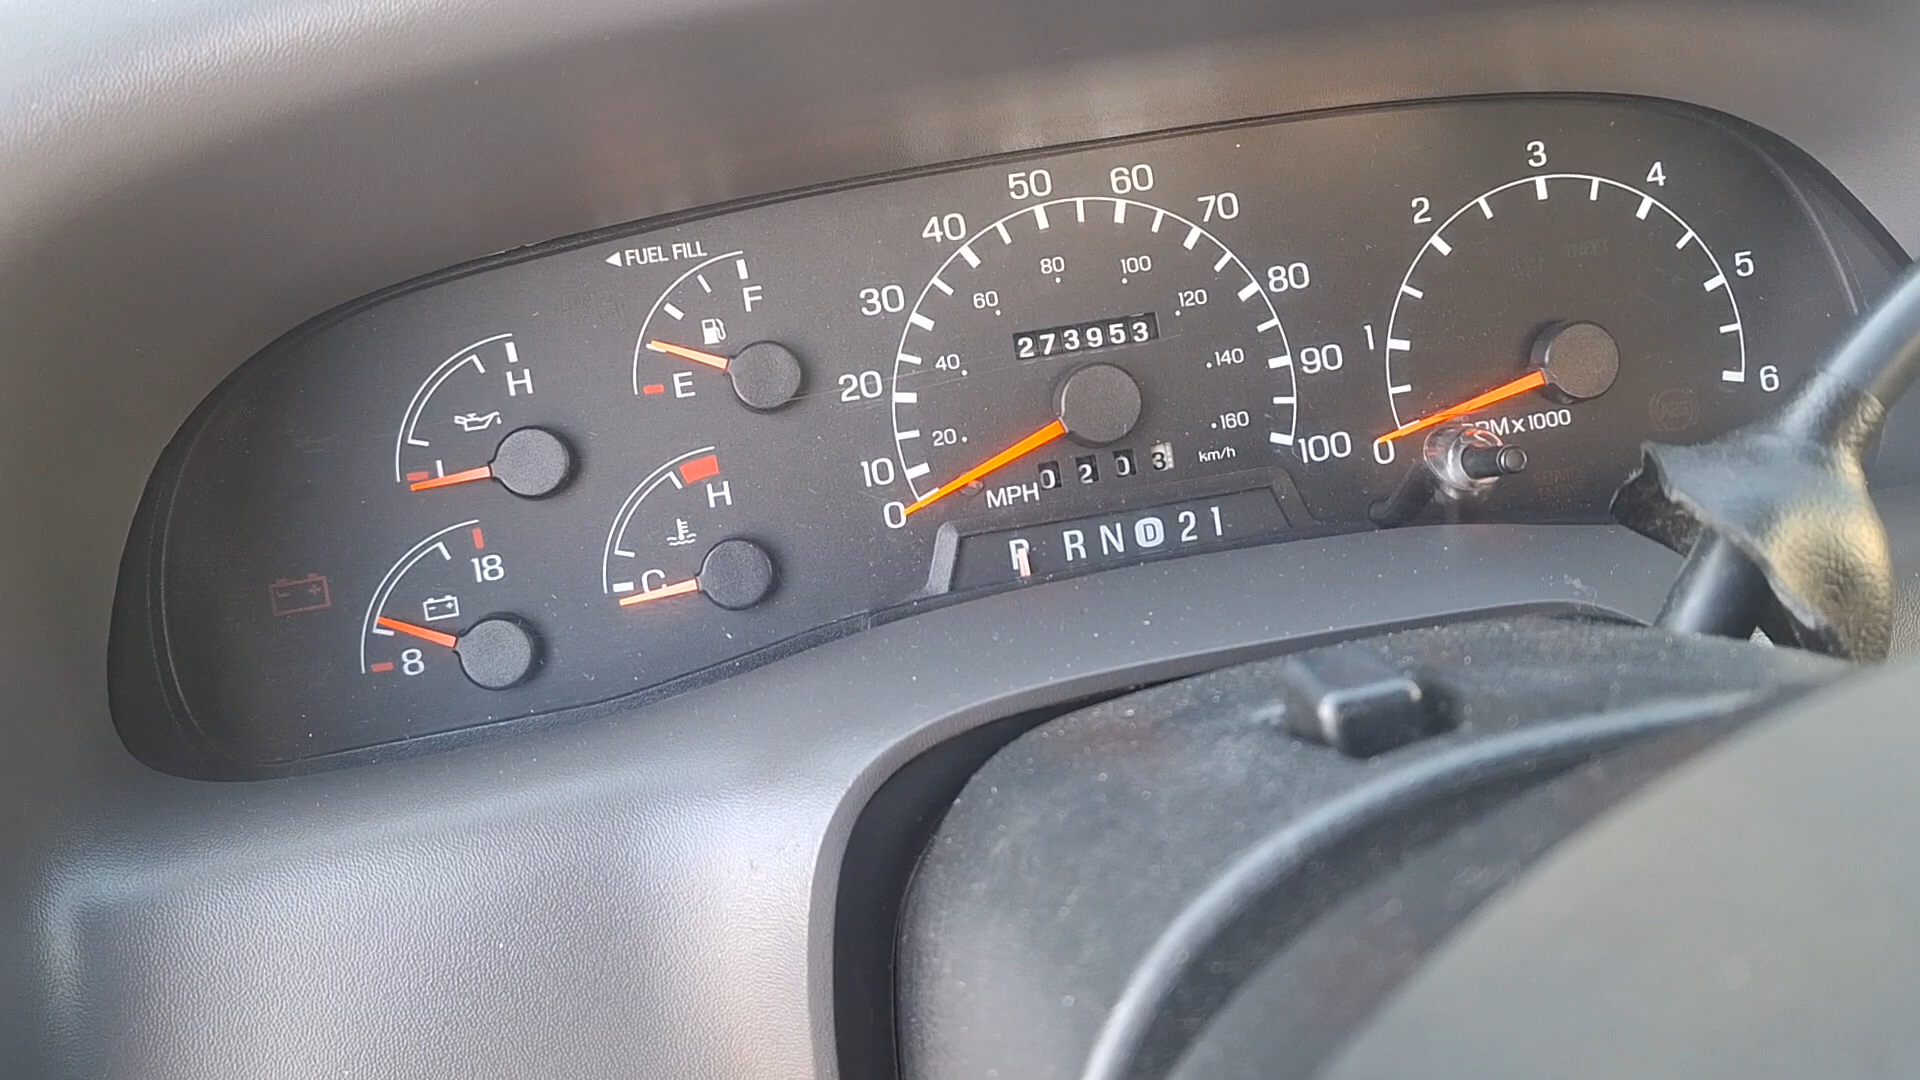 ◀FUEL FILL
F
E
H
L
H
C
18
8
0
10
20
30
40
50
60
70
80
90
100
20
40
60
80
100
120
140
160
km/h
273953
MPH
0203
P R N D 2 1
0
1
2
3
4
5
6
RPM x 1000